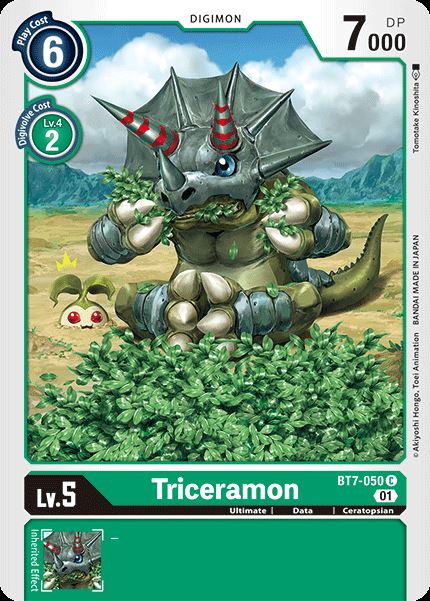 Play Cost
6
DIGIMON
7000
DP
Digivolve Cost
Lv.4
2
Tomotake Kinoshita
© Akiyoshi Hongo, Toei Animation BANDAI MADE IN JAPAN
Lv.5
Triceramon
BT7-050 C
01
Ultimate | Data | Ceratopsian
Inherited Effect
–